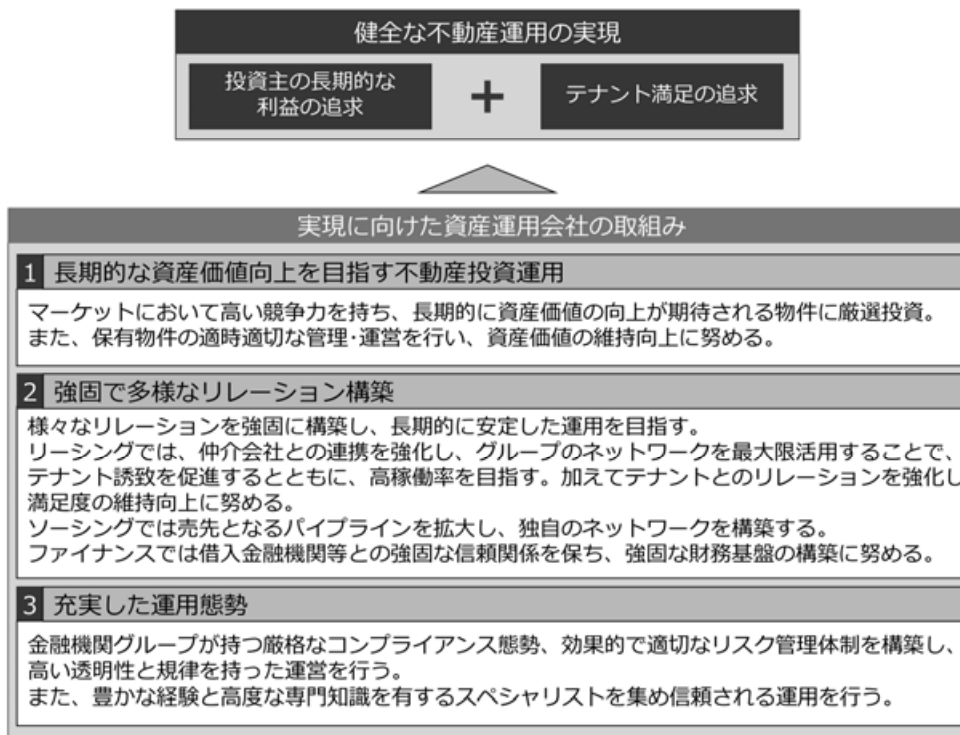 健全な不動産運用の実現
投資主の長期的な
利益の追求
+
テナント満足の追求
実現に向けた資産運用会社の取組み
1 長期的な資産価値向上を目指す不動産投資運用
マーケットにおいて高い競争力を持ち、長期的に資産価値の向上が期待される物件に厳選投資。
また、保有物件の適時適切な管理･運営を行い、資産価値の維持向上に努める。
2 強固で多様なリレーション構築
様々なリレーションを強固に構築し、長期的に安定した運用を目指す。
リーシングでは、仲介会社との連携を強化し、グループのネットワークを最大限活用することで、
テナント誘致を促進するとともに、高稼働率を目指す。加えてテナントとのリレーションを強化し
満足度の維持向上に努める。
ソーシングでは売先となるパイプラインを拡大し、独自のネットワークを構築する。
ファイナンスでは借入金融機関等との強固な信頼関係を保ち、強固な財務基盤の構築に努める。
3 充実した運用態勢
金融機関グループが持つ厳格なコンプライアンス態勢、効果的で適切なリスク管理体制を構築し、
高い透明性と規律を持った運営を行う。
また、豊かな経験と高度な専門知識を有するスペシャリストを集め信頼される運用を行う。